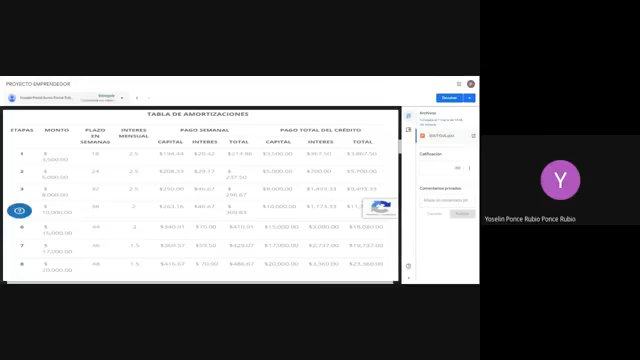 PROYECTO EMPRENDEDOR
Yoselin Ponce Rubio Ponce Rub...
TABLA DE AMORTIZACIONES
ETAPAS MONTO PLAZO EN SEMANAS INTERES MENSUAL PAGO SEMANAL PAGO TOTAL DEL CRÉDITO
CAPITAL INTERES TOTAL CAPITAL INTERES TOTAL
1 $ 3,500.00 18 2.5 $194.44 $20.42 $214.86 $3,500.00 $367.50 $3,867.50
$ 5,000.00 24 2.5 $208.33 $29.17 $ 237.50 $5,000.00 $700.00 $5,700.00
$ 8,000.00 32 2.5 $250.00 $46.67 $ 296.67 $8,000.00 $1,493.33 $9,493.33
$ 10,000.00 38 2 $263.16 $46.67 $ 309.83 $10,000.00 $1,773.33
$ 15,000.00 44 2 $70.00 $15,000.00 $3,080.00 $18,080.00
7 $ 17,000.00 46 1.5 $369.57 $59.50 $429.07 $17,000.00 $2,737.00 $19,737.00
8 $ 20,000.00 48 1.5 $416.67 $ 70.00 $486.67 $20,000.00 $3,360.00 $23,360.00
Archivos
Calificación
Comentarios privados
Y
Yoselin Ponce Rubio Ponce Rubio